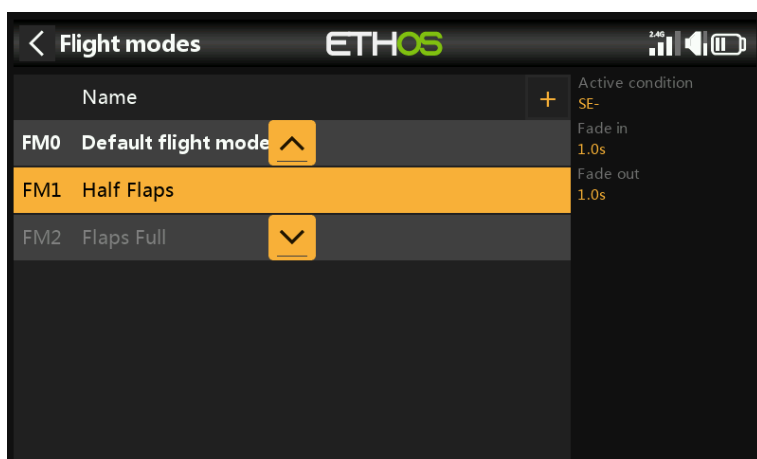 Flight modes
ETHOS
2.4G
Name
+
Active condition
SE-
FM0 Default flight mode
Fade in
1.0s
FM1 Half Flaps
Fade out
1.0s
FM2 Flaps Full